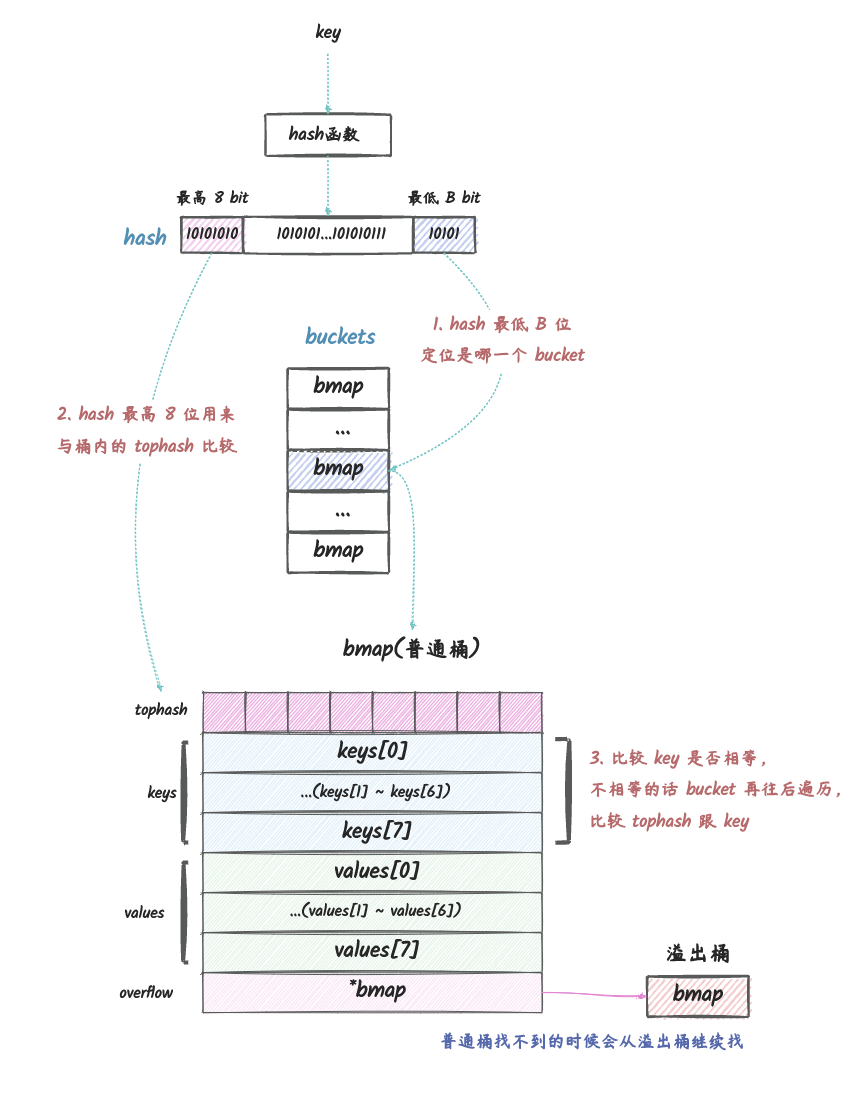 key
hash函数
最高 8 bit
最低 B bit
hash
10101010
1010101...101010111
10101
1. hash 最低 B 位
定位是哪一个 bucket
buckets
bmap
...
bmap
...
bmap
2. hash 最高 8 位用来
与桶内的 tophash 比较
bmap(普通桶)
tophash
keys
keys[0]
...(keys[1] ~ keys[6])
keys[7]
3. 比较 key 是否相等,
不相等的话 bucket 再往后遍历,
比较 tophash 跟 key
values
values[0]
...(values[1] ~ values[6])
values[7]
overflow
*bmap
溢出桶
bmap
普通桶找不到的时候会从溢出桶继续找